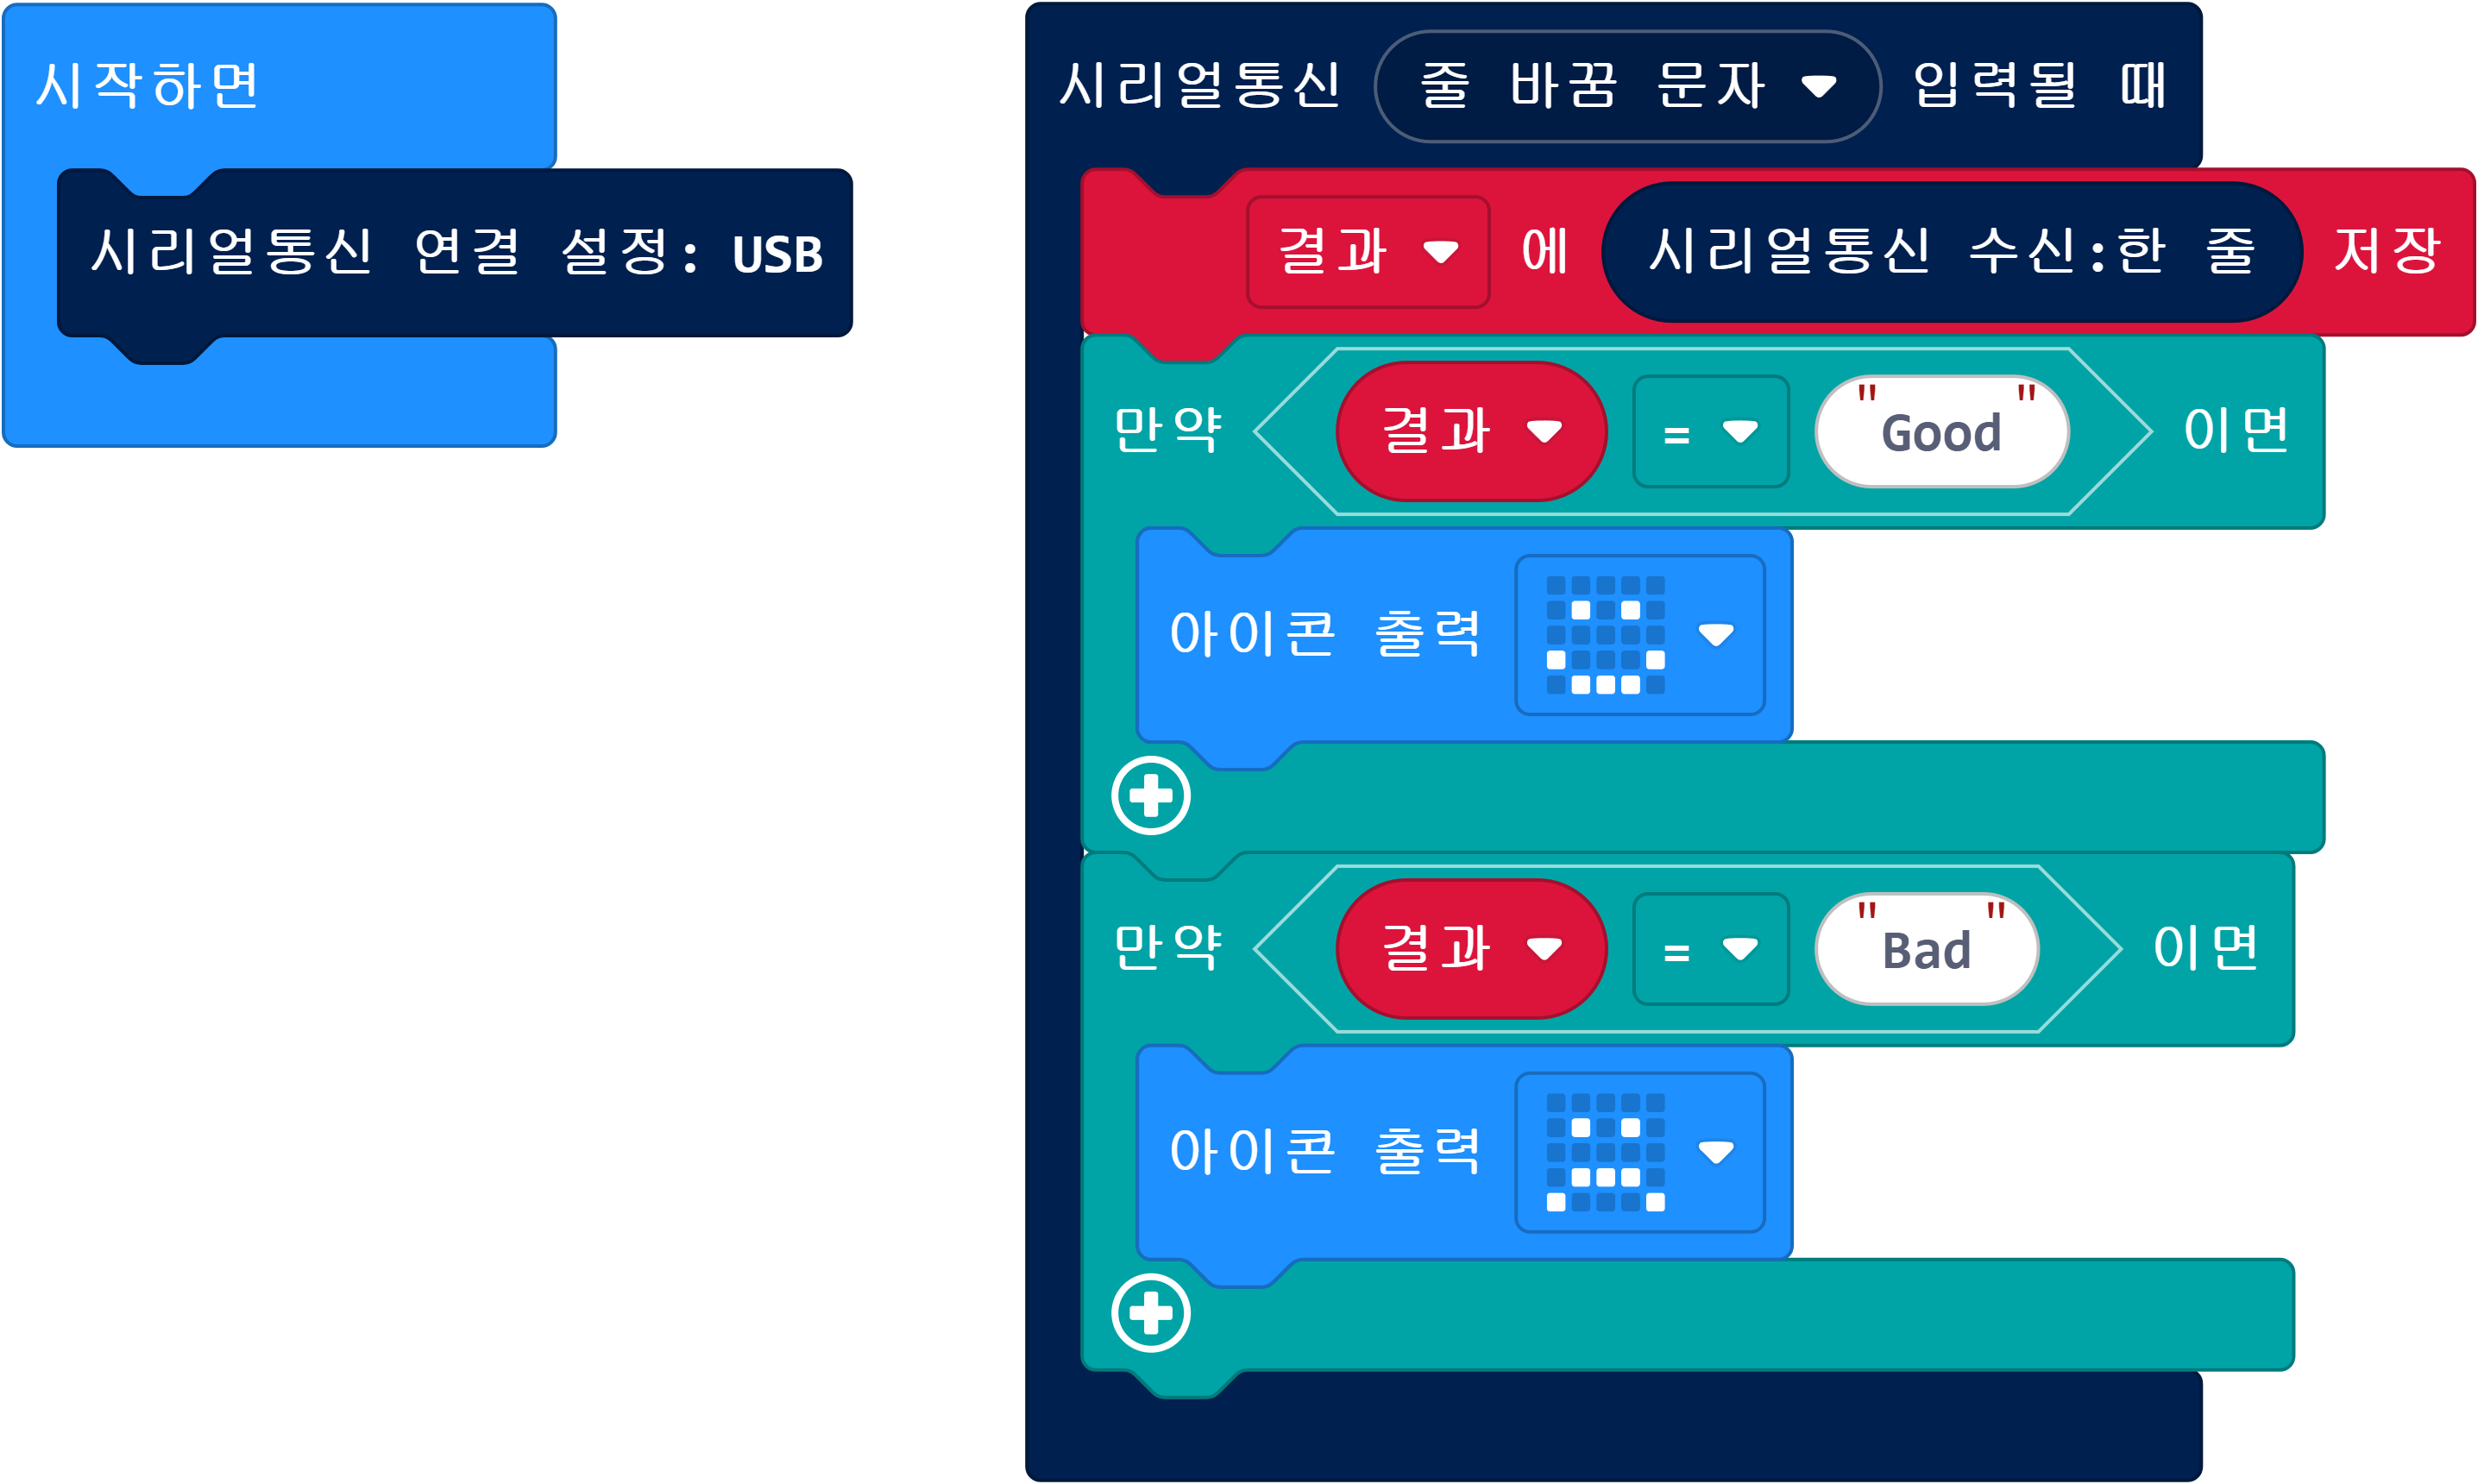 시작하면
시리얼통신 연결 설정: USB
시리얼통신 줄 바꿈 문자 입력될 때
결과 에 시리얼통신 수신:한 줄 저장
만약 결과 = "Good" 이면
아이콘 출력
만약 결과 = "Bad" 이면
아이콘 출력